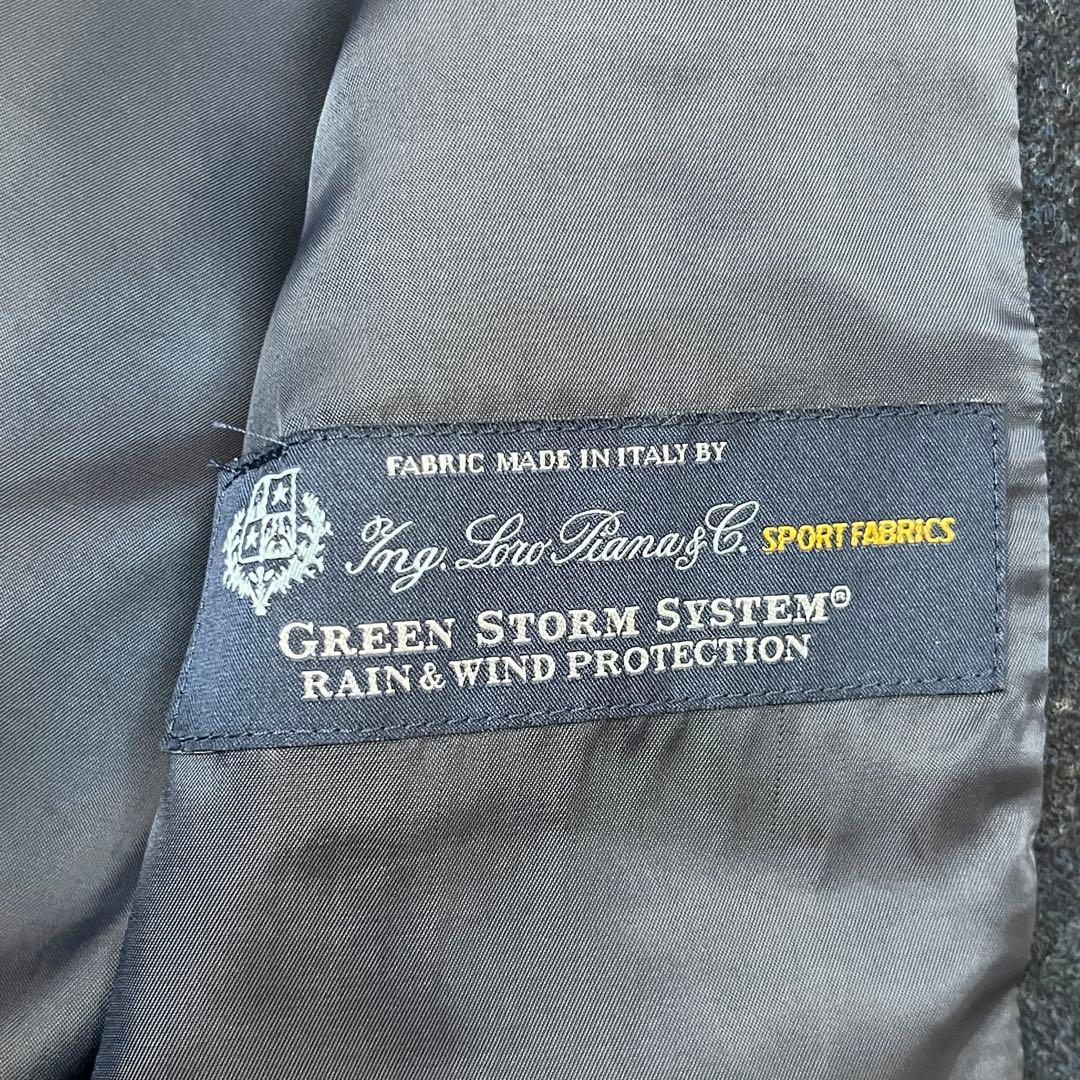 FABRIC MADE IN ITALY BY
Ing. Loro Piana & C. SPORT FABRICS
GREEN STORM SYSTEM®
RAIN & WIND PROTECTION